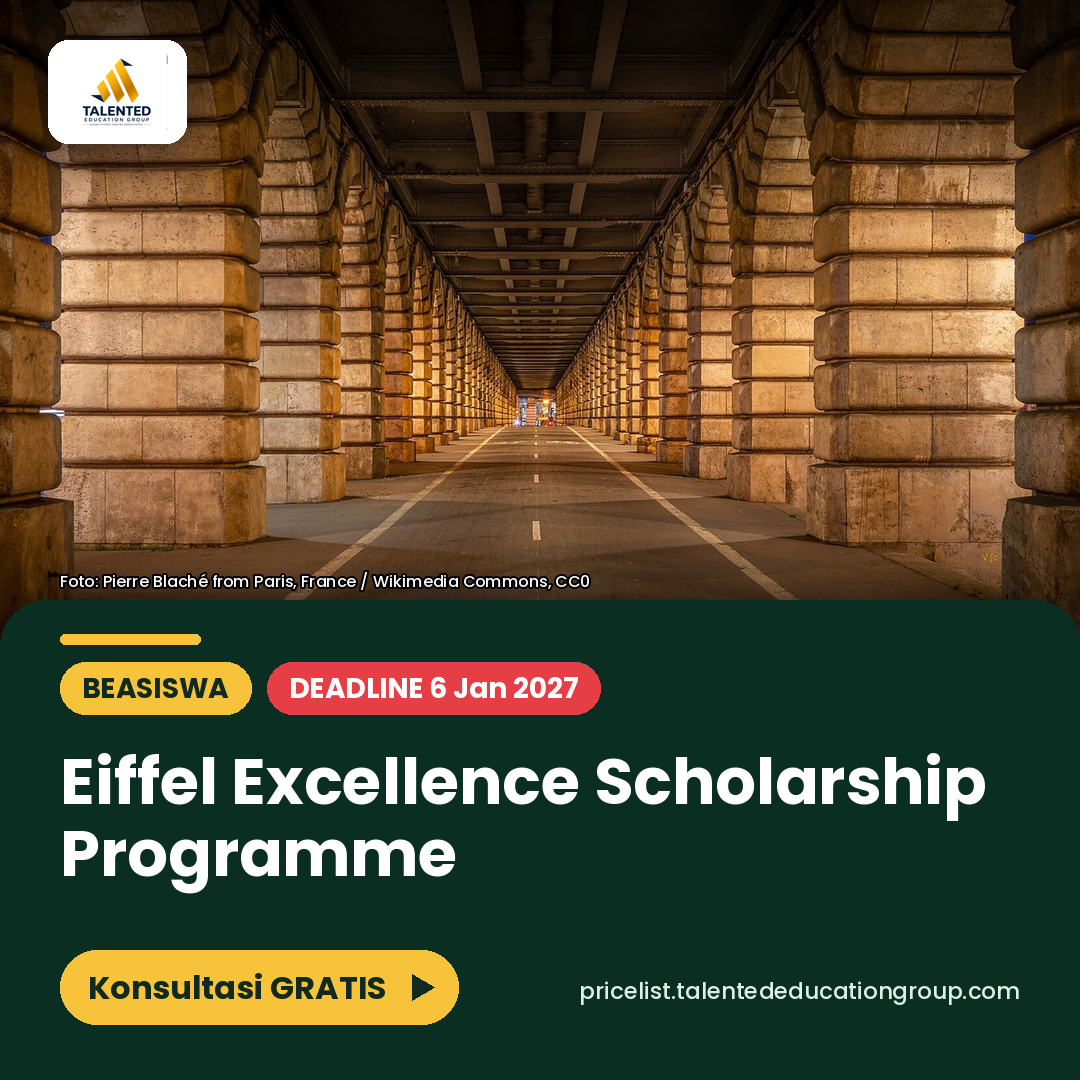 TALENTED
EDUCATION GROUP
Foto: Pierre Blaché from Paris, France / Wikimedia Commons, CC0
BEASISWA
DEADLINE 6 Jan 2027
Eiffel Excellence Scholarship
Programme
Konsultasi GRATIS
pricelist.talentededucationgroup.com